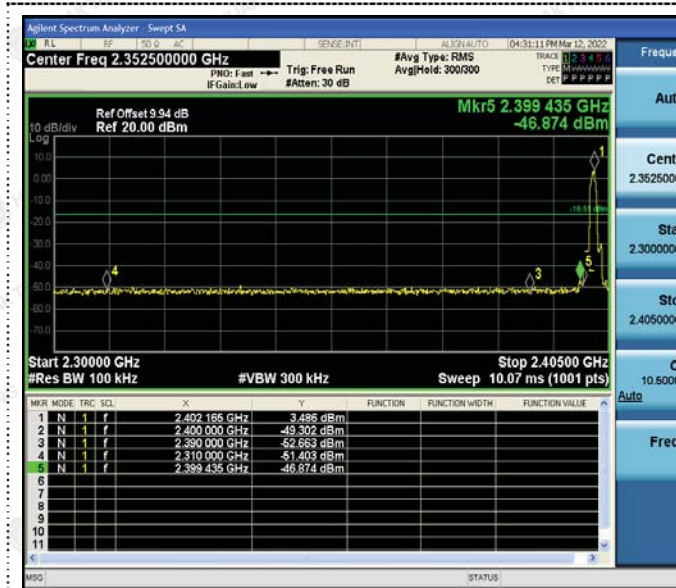 Agilent Spectrum Analyzer - Swept SA
RL RF 50 Ω AC SENSE:INT ALIGN AUTO 04:31:11 PM Mar 12, 2022
Center Freq 2.352500000 GHz
PNO: Fast
IFGain:Low
Trig: Free Run
#Atten: 30 dB
#Avg Type: RMS
Avg|Hold: 300/300
TRACE 1 2 3 4 5 6
TYPE M
DET P P P P P P
Ref Offset 9.94 dB
Ref 20.00 dBm
10 dB/div
Log
Mkr5 2.399 435 GHz
-46.874 dBm
10.0
0.00
-10.0
-20.0
-30.0
-40.0
-50.0
-60.0
-70.0
1
-16.51 dBm
4
3
5
Start 2.30000 GHz Stop 2.40500 GHz
#Res BW 100 kHz #VBW 300 kHz Sweep 10.07 ms (1001 pts)
MKR MODE TRC SCL X Y FUNCTION FUNCTION WIDTH FUNCTION VALUE
1 N 1 f 2.402 165 GHz 3.486 dBm
2 N 1 f 2.400 000 GHz -49.302 dBm
3 N 1 f 2.390 000 GHz -52.663 dBm
4 N 1 f 2.310 000 GHz -51.403 dBm
5 N 1 f 2.399 435 GHz -46.874 dBm
6
7
8
9
10
11
MSG STATUS
Freque
Aut
Cent
2.3525000
Sta
2.3000000
Sto
2.4050000
C
10.5000
Auto
Freq